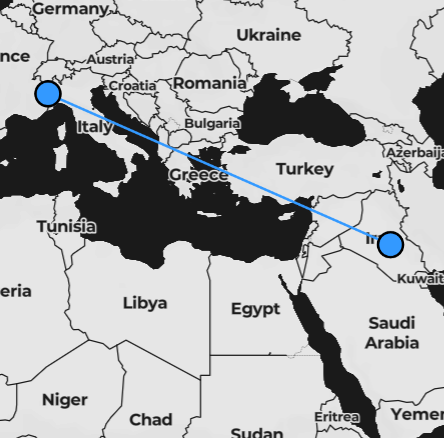 Germany
Ukraine
nce
Austria
Croatia
Romania
Italy
Bulgaria
Azerbaija
Greece
Turkey
Tunisia
Ir
Kuwait
eria
Libya
Egypt
Saudi
Arabia
Niger
Chad
Eritrea
Yemen
Sudan